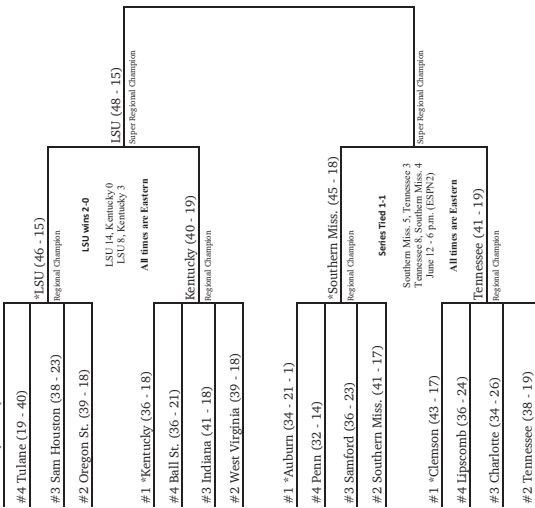 LSU (48 - 15)
Super Regional Champion
Super Regional Champion
*LSU (46 - 15)
Regional Champion
LSU wins 2-0
LSU 14, Kentucky 0
LSU 8, Kentucky 3
All times are Eastern
Kentucky (40 - 19)
Regional Champion
*Southern Miss. (45 - 18)
Regional Champion
Series Tied 1-1
Southern Miss. 5, Tennessee 3
Tennessee 8, Southern Miss. 4
June 12 - 6 p.m. (ESPN2)
All times are Eastern
Tennessee (41 - 19)
Regional Champion
#4 Tulane (19 - 40)
#3 Sam Houston (38 - 23)
#2 Oregon St. (39 - 18)
#1 *Kentucky (36 - 18)
#4 Ball St. (36 - 21)
#3 Indiana (41 - 18)
#2 West Virginia (39 - 18)
#1 *Auburn (34 - 21 - 1)
#4 Penn (32 - 14)
#3 Samford (36 - 23)
#2 Southern Miss. (41 - 17)
#1 *Clemson (43 - 17)
#4 Lipscomb (36 - 24)
#3 Charlotte (34 - 26)
#2 Tennessee (38 - 19)